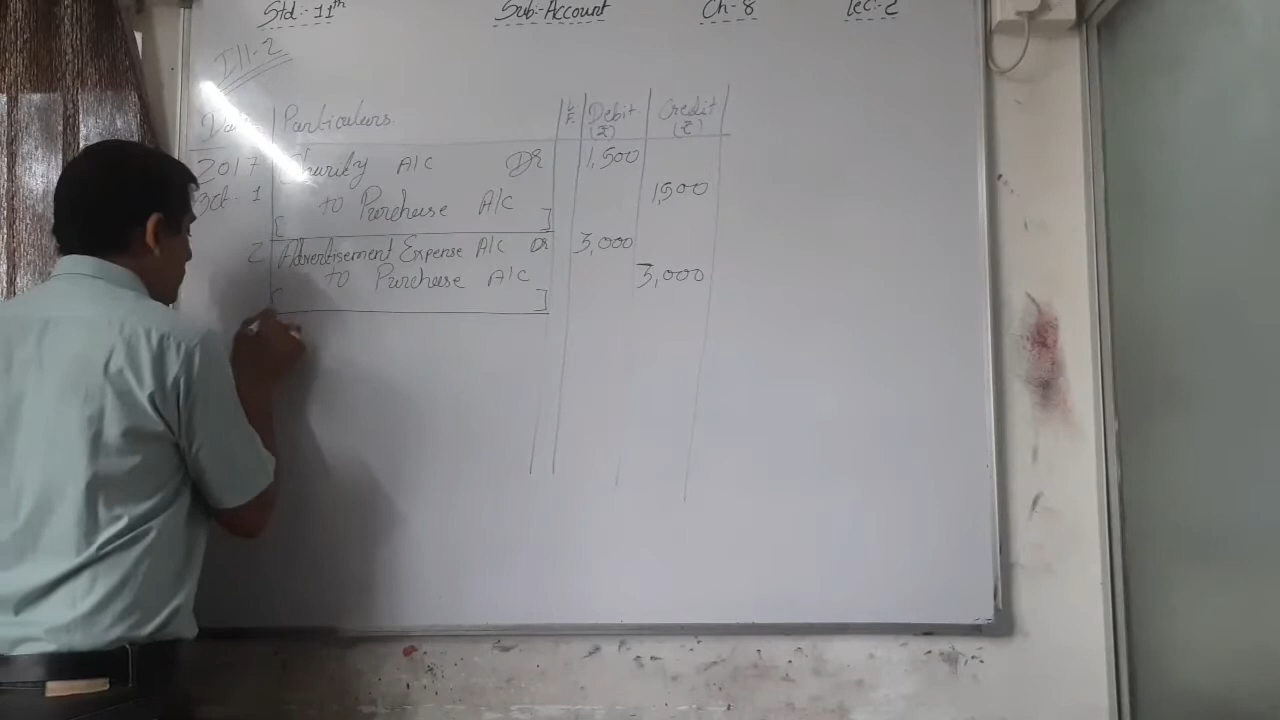 Std:- 11th Sub:-Account Ch-8 Lec:-2
Ill-2
Particulars. L.F. Debit (₹) Credit (₹)
2017 Charity A/C DR 1,500
Oct. 1 to Purchase A/C 1,500
[ ]
2 Advertisement Expense A/C DR 3,000
to Purchase A/C 3,000
[ ]